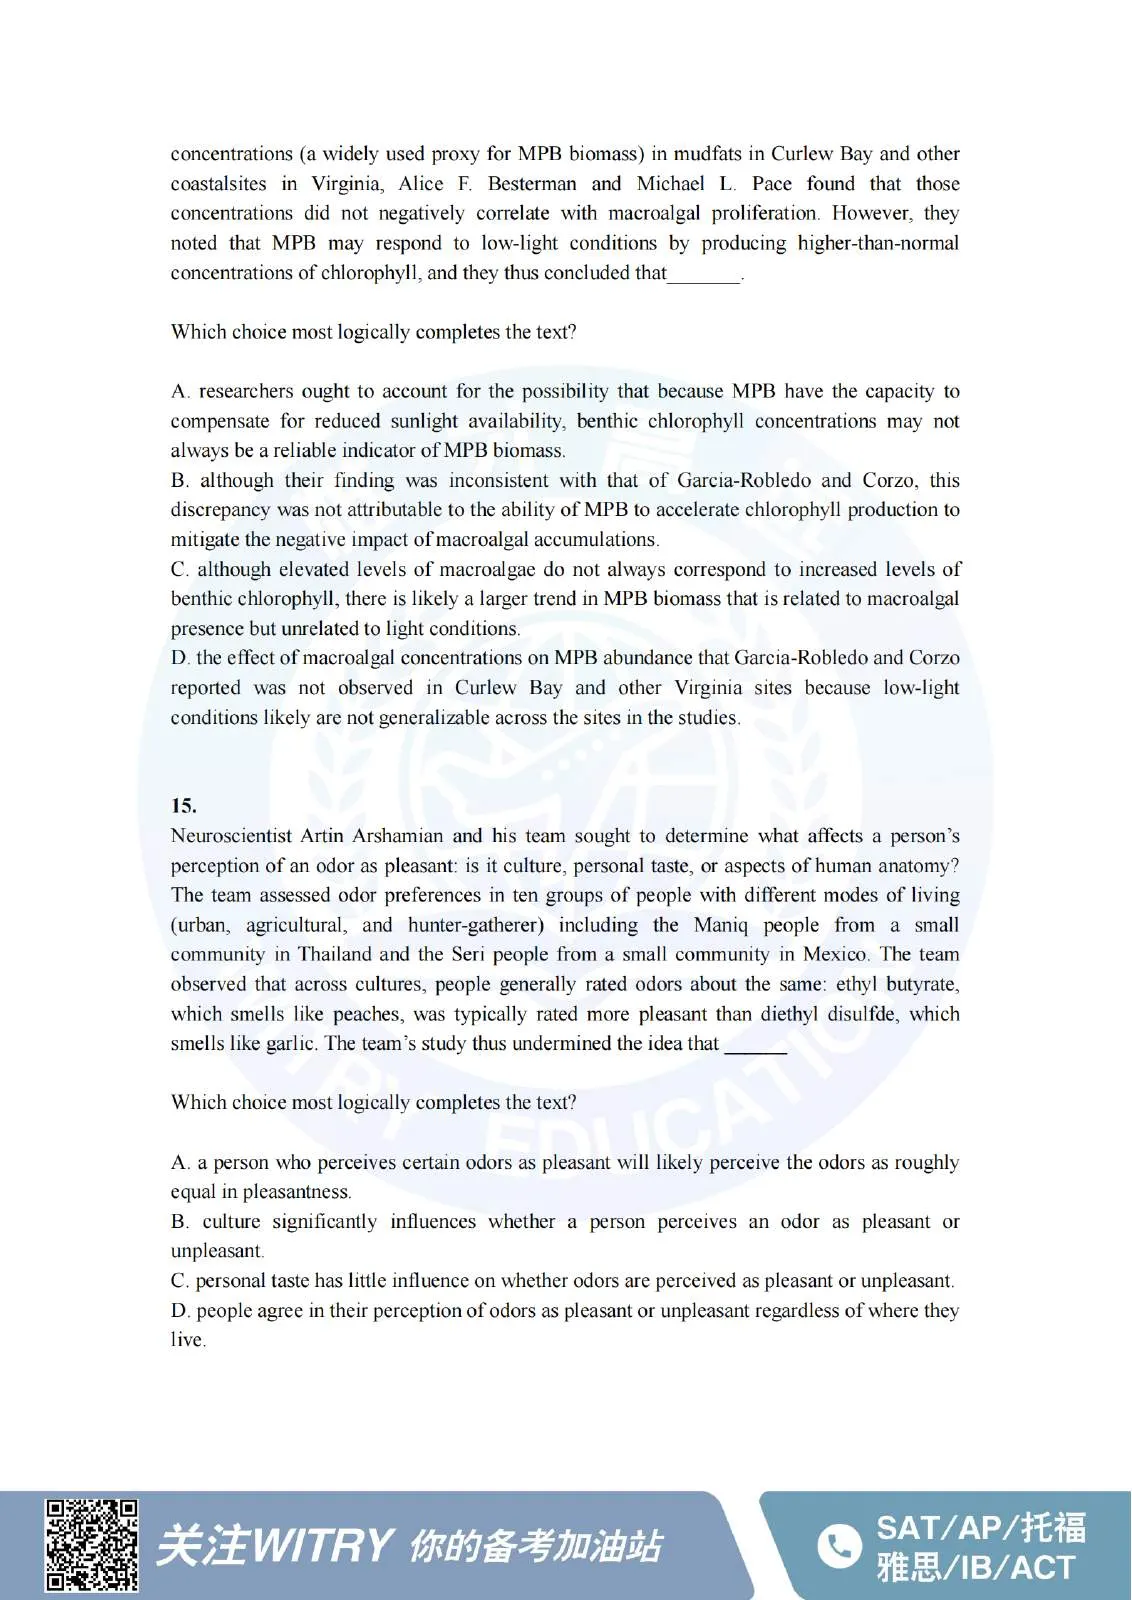 concentrations (a widely used proxy for MPB biomass) in mudfats in Curlew Bay and other
coastalsites in Virginia, Alice F. Besterman and Michael L. Pace found that those
concentrations did not negatively correlate with macroalgal proliferation. However, they
noted that MPB may respond to low-light conditions by producing higher-than-normal
concentrations of chlorophyll, and they thus concluded that_______.
Which choice most logically completes the text?
A. researchers ought to account for the possibility that because MPB have the capacity to
compensate for reduced sunlight availability, benthic chlorophyll concentrations may not
always be a reliable indicator of MPB biomass.
B. although their finding was inconsistent with that of Garcia-Robledo and Corzo, this
discrepancy was not attributable to the ability of MPB to accelerate chlorophyll production to
mitigate the negative impact of macroalgal accumulations.
C. although elevated levels of macroalgae do not always correspond to increased levels of
benthic chlorophyll, there is likely a larger trend in MPB biomass that is related to macroalgal
presence but unrelated to light conditions.
D. the effect of macroalgal concentrations on MPB abundance that Garcia-Robledo and Corzo
reported was not observed in Curlew Bay and other Virginia sites because low-light
conditions likely are not generalizable across the sites in the studies.
15.
Neuroscientist Artin Arshamian and his team sought to determine what affects a person's
perception of an odor as pleasant: is it culture, personal taste, or aspects of human anatomy?
The team assessed odor preferences in ten groups of people with different modes of living
(urban, agricultural, and hunter-gatherer) including the Maniq people from a small
community in Thailand and the Seri people from a small community in Mexico. The team
observed that across cultures, people generally rated odors about the same: ethyl butyrate,
which smells like peaches, was typically rated more pleasant than diethyl disulfde, which
smells like garlic. The team's study thus undermined the idea that ______
Which choice most logically completes the text?
A. a person who perceives certain odors as pleasant will likely perceive the odors as roughly
equal in pleasantness.
B. culture significantly influences whether a person perceives an odor as pleasant or
unpleasant.
C. personal taste has little influence on whether odors are perceived as pleasant or unpleasant.
D. people agree in their perception of odors as pleasant or unpleasant regardless of where they
live.
WITRY EDUCATION
关注WITRY 你的备考加油站
SAT/AP/托福
雅思/IB/ACT